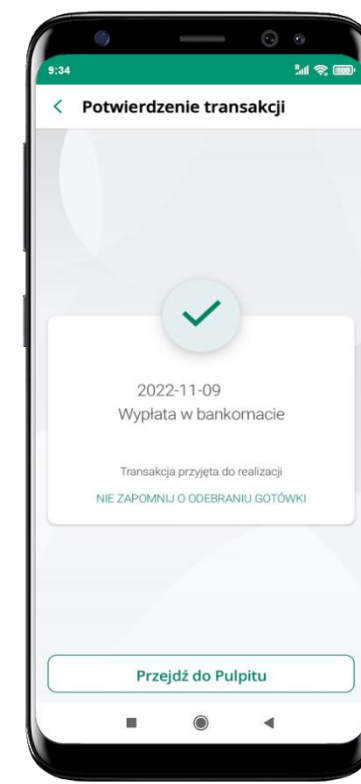 9:34
Potwierdzenie transakcji
2022-11-09
Wypłata w bankomacie
Transakcja przyjęta do realizacji
NIE ZAPOMNIJ O ODEBRANIU GOTÓWKI
Przejdź do Pulpitu